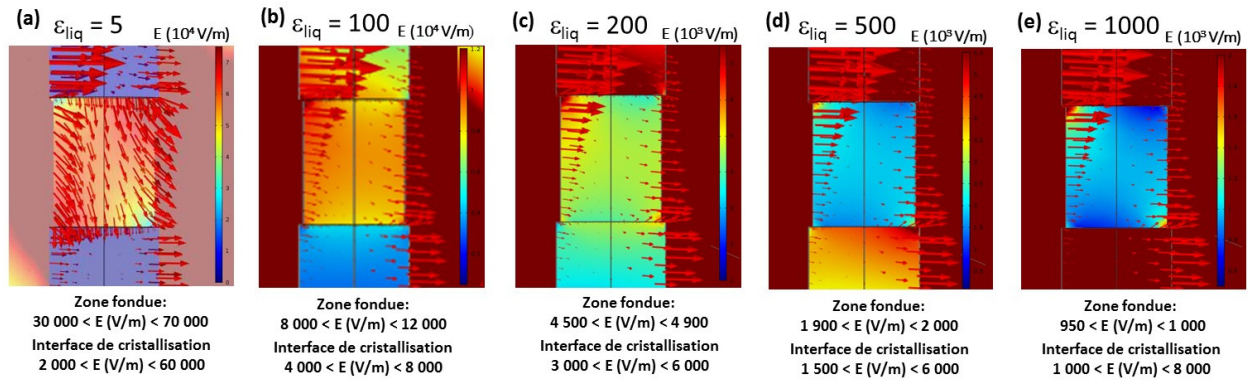 (a) εliq = 5 E (10⁴ V/m)
Zone fondue:
30 000 < E (V/m) < 70 000
Interface de cristallisation
2 000 < E (V/m) < 60 000
(b) εliq = 100 E (10⁴ V/m)
1.2
Zone fondue:
8 000 < E (V/m) < 12 000
Interface de cristallisation
4 000 < E (V/m) < 8 000
(c) εliq = 200 E (10³ V/m)
Zone fondue:
4 500 < E (V/m) < 4 900
Interface de cristallisation
3 000 < E (V/m) < 6 000
(d) εliq = 500 E (10³ V/m)
Zone fondue:
1 900 < E (V/m) < 2 000
Interface de cristallisation
1 500 < E (V/m) < 6 000
(e) εliq = 1000 E (10³ V/m)
Zone fondue:
950 < E (V/m) < 1 000
Interface de cristallisation
1 000 < E (V/m) < 8 000